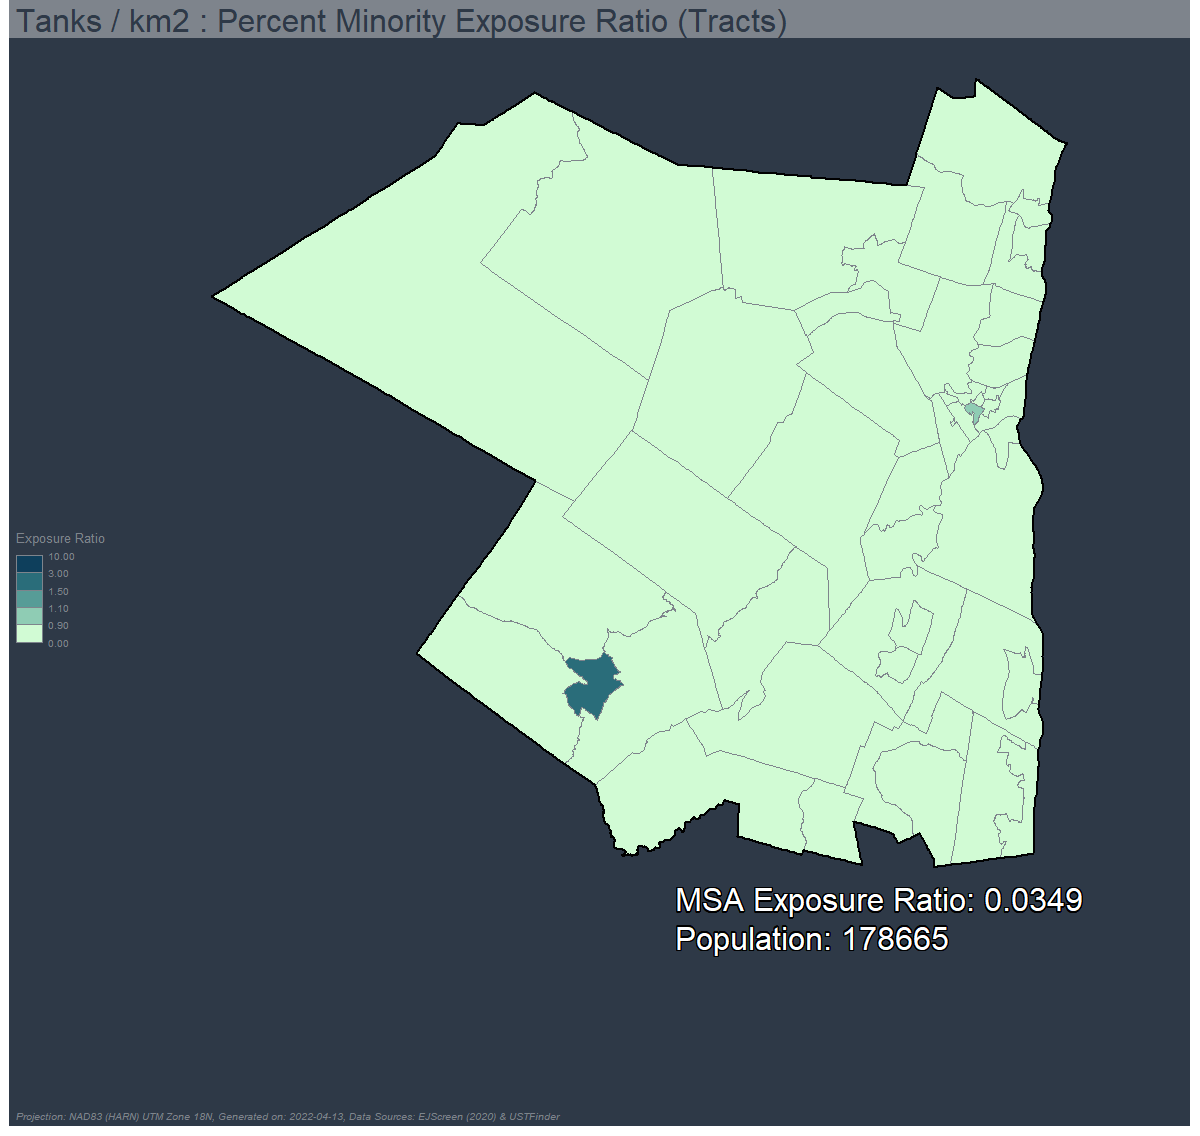 Tanks / km2 : Percent Minority Exposure Ratio (Tracts)
Exposure Ratio
10.00
3.00
1.50
1.10
0.90
0.00
MSA Exposure Ratio: 0.0349
Population: 178665
Projection: NAD83 (HARN) UTM Zone 18N, Generated on: 2022-04-13, Data Sources: EJScreen (2020) & USTFinder